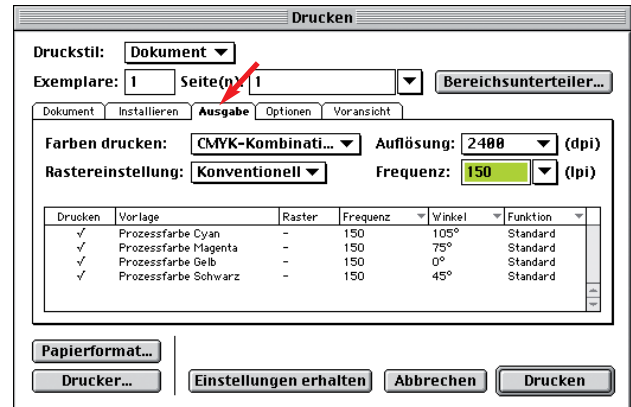 Drucken
Druckstil: Dokument
Exemplare: 1 Seite(n): 1 Bereichsunterteiler...
Dokument Installieren Ausgabe Optionen Voransicht
Farben drucken: CMYK-Kombinati... Auflösung: 2400 (dpi)
Rastereinstellung: Konventionell Frequenz: 150 (lpi)
Drucken Vorlage Raster Frequenz Winkel Funktion
√ Prozessfarbe Cyan - 150 105° Standard
√ Prozessfarbe Magenta - 150 75° Standard
√ Prozessfarbe Gelb - 150 0° Standard
√ Prozessfarbe Schwarz - 150 45° Standard
Papierformat...
Drucker... Einstellungen erhalten Abbrechen Drucken